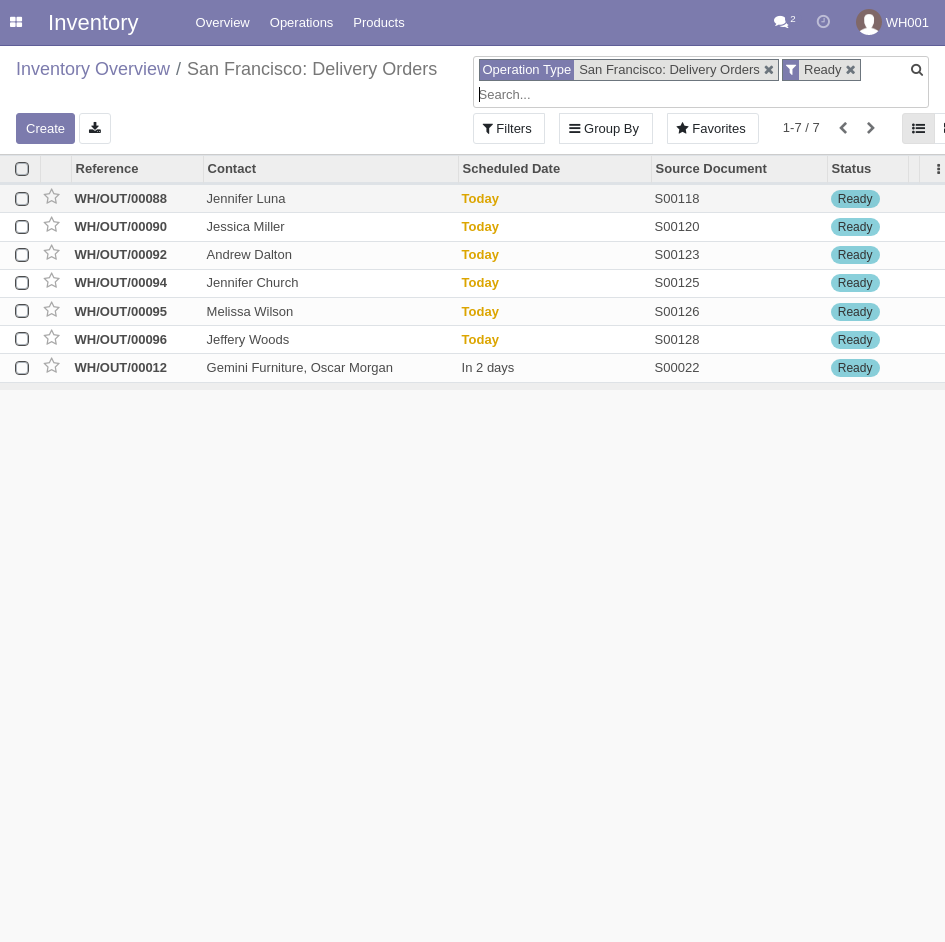 Inventory Overview Operations Products 2 WH001
Inventory Overview / San Francisco: Delivery Orders
Operation Type San Francisco: Delivery Orders Ready
Search...
Create Filters Group By Favorites 1-7 / 7
Reference Contact Scheduled Date Source Document Status
WH/OUT/00088 Jennifer Luna Today S00118 Ready
WH/OUT/00090 Jessica Miller Today S00120 Ready
WH/OUT/00092 Andrew Dalton Today S00123 Ready
WH/OUT/00094 Jennifer Church Today S00125 Ready
WH/OUT/00095 Melissa Wilson Today S00126 Ready
WH/OUT/00096 Jeffery Woods Today S00128 Ready
WH/OUT/00012 Gemini Furniture, Oscar Morgan In 2 days S00022 Ready